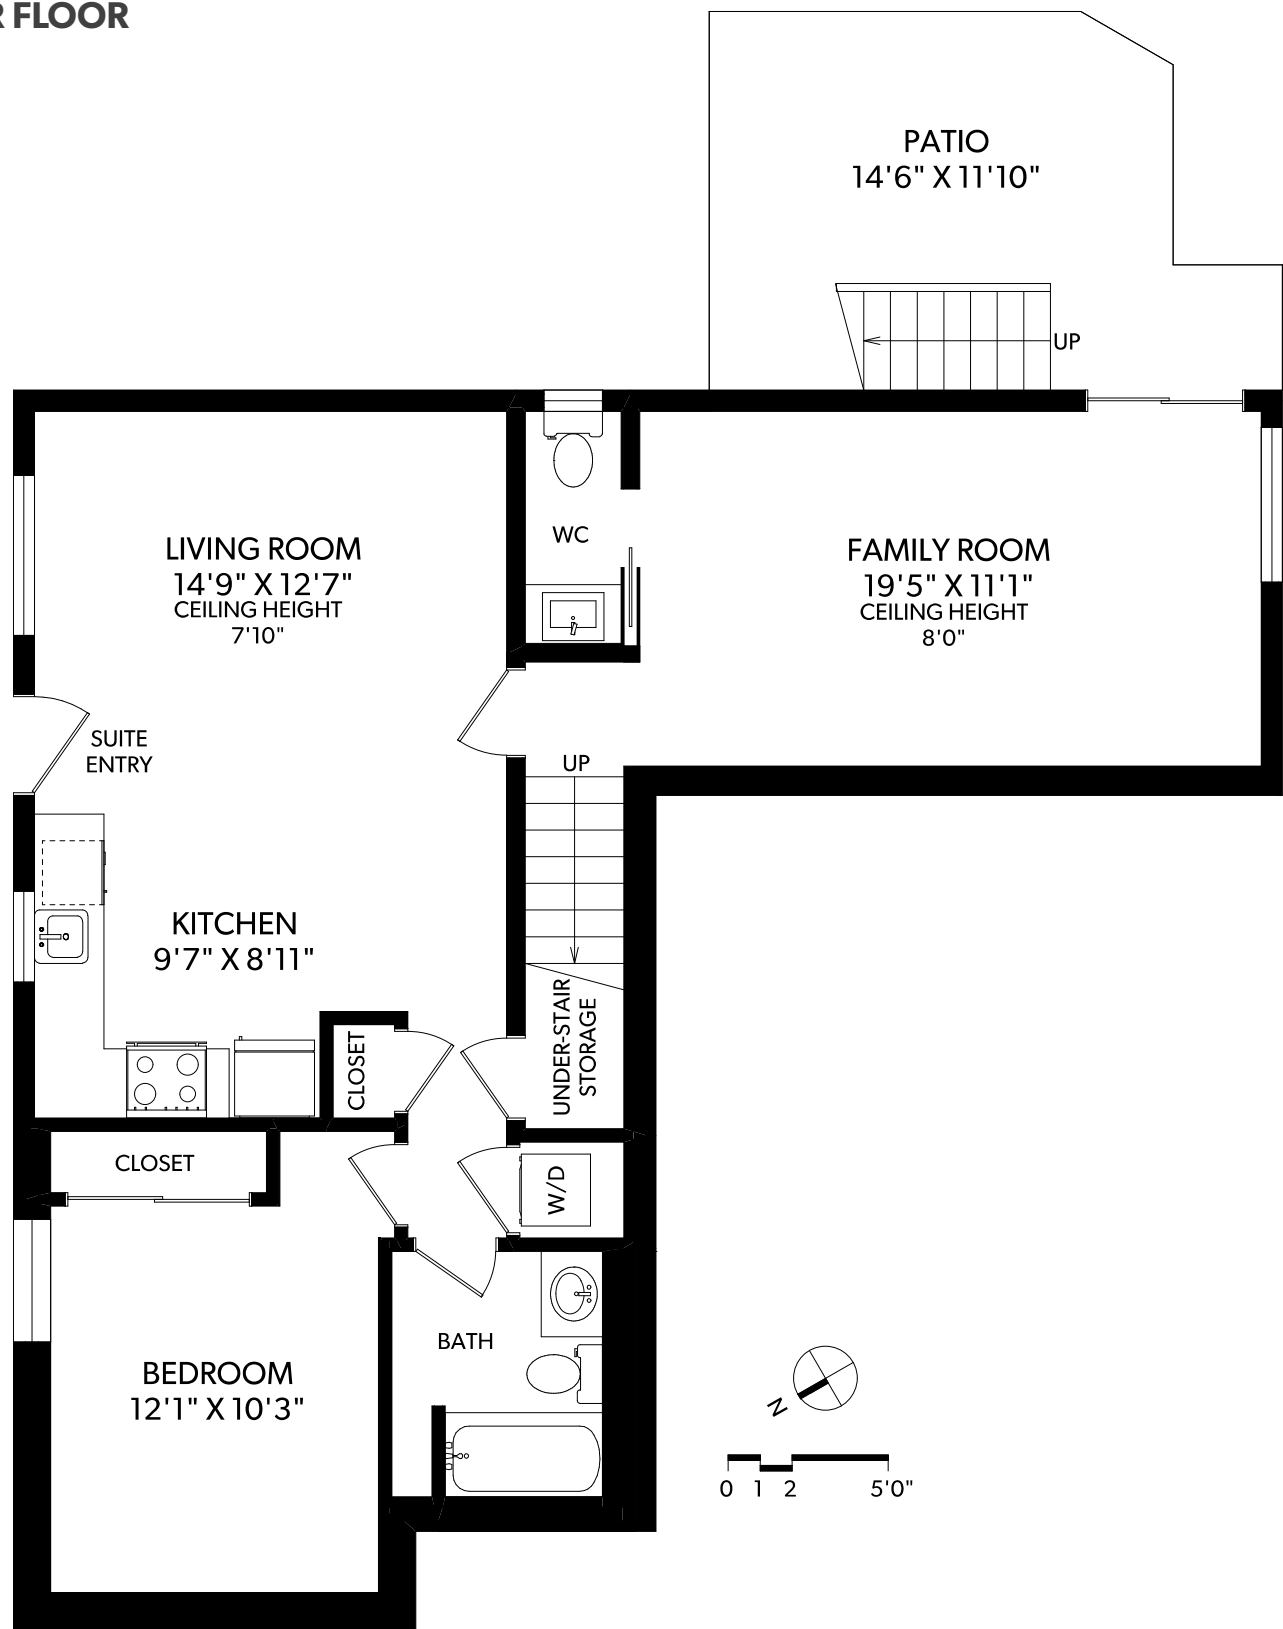 R FLOOR
PATIO
14'6" X 11'10"
UP
LIVING ROOM
14'9" X 12'7"
CEILING HEIGHT
7'10"
WC
FAMILY ROOM
19'5" X 11'1"
CEILING HEIGHT
8'0"
SUITE
ENTRY
UP
KITCHEN
9'7" X 8'11"
CLOSET
UNDER-STAIR
STORAGE
CLOSET
W/D
BATH
BEDROOM
12'1" X 10'3"
N
0 1 2 5'0"